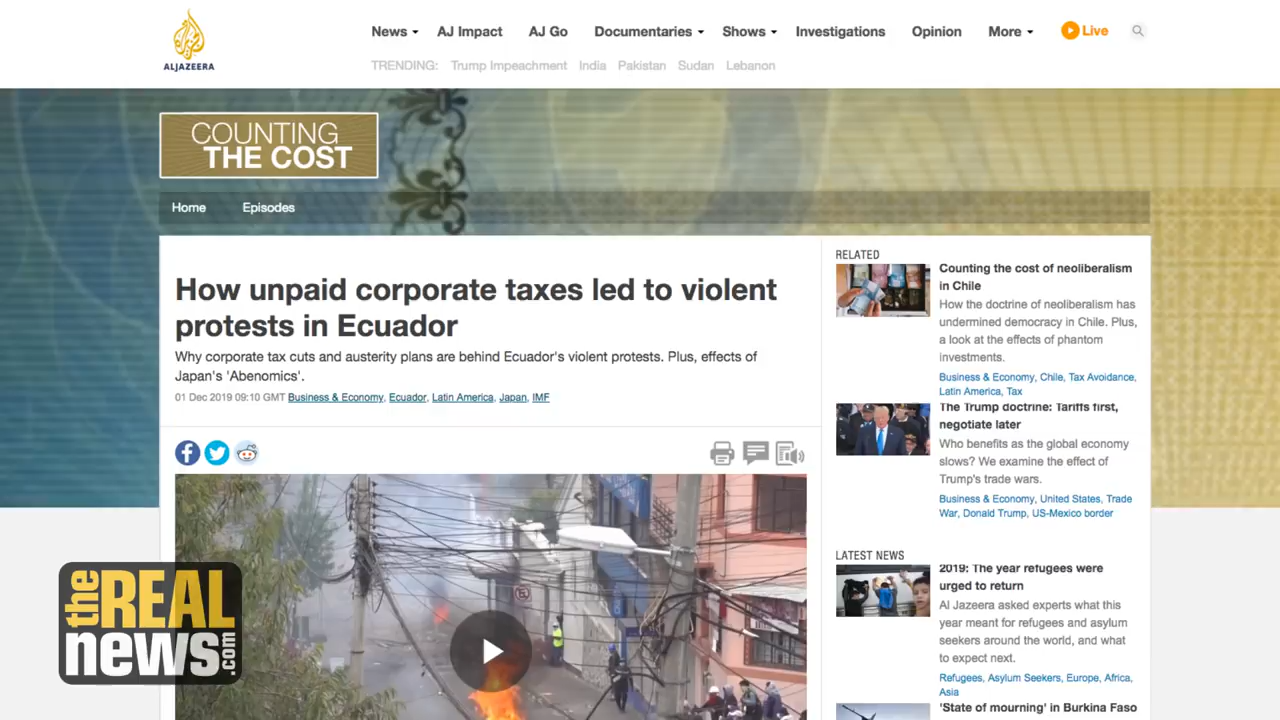 ALJAZEERA
News AJ Impact AJ Go Documentaries Shows Investigations Opinion More Live
TRENDING: Trump Impeachment India Pakistan Sudan Lebanon
COUNTING
THE COST
Home Episodes
How unpaid corporate taxes led to violent
protests in Ecuador
Why corporate tax cuts and austerity plans are behind Ecuador's violent protests. Plus, effects of
Japan's 'Abenomics'.
01 Dec 2019 09:10 GMT Business & Economy, Ecuador, Latin America, Japan, IMF
RELATED
Counting the cost of neoliberalism
in Chile
How the doctrine of neoliberalism has
undermined democracy in Chile. Plus,
a look at the effects of phantom
investments.
Business & Economy, Chile, Tax Avoidance,
Latin America, Tax
The Trump doctrine: Tariffs first,
negotiate later
Who benefits as the global economy
slows? We examine the effect of
Trump's trade wars.
Business & Economy, United States, Trade
War, Donald Trump, US-Mexico border
LATEST NEWS
2019: The year refugees were
urged to return
Al Jazeera asked experts what this
year meant for refugees and asylum
seekers around the world, and what
to expect next.
Refugees, Asylum Seekers, Europe, Africa,
Asia
'State of mourning' in Burkina Faso
the REAL
news.com